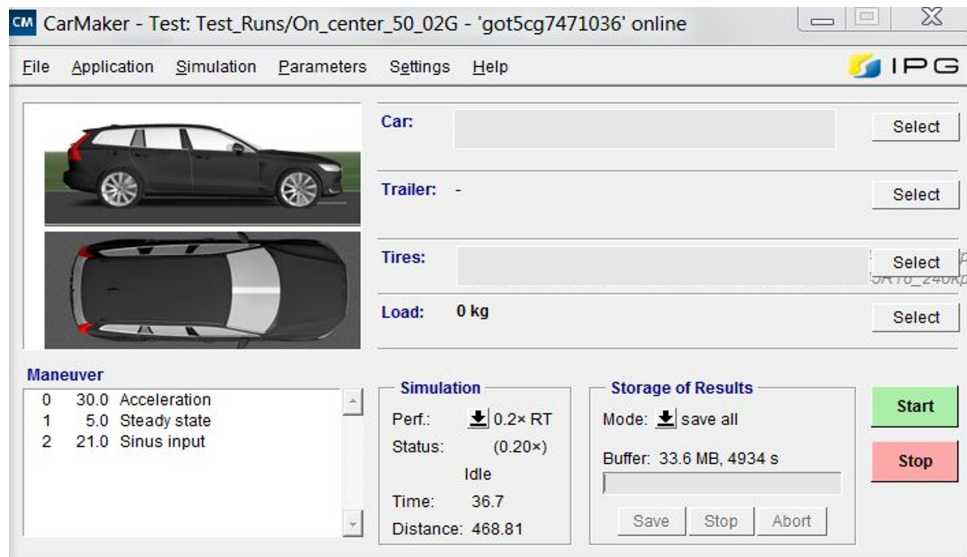 CM CarMaker - Test: Test_Runs/On_center_50_02G - 'got5cg7471036' online
File Application Simulation Parameters Settings Help IPG
Car: Select
Trailer: - Select
Tires: Select
Load: 0 kg Select
Maneuver
0 30.0 Acceleration
1 5.0 Steady state
2 21.0 Sinus input
Simulation
Perf.: 0.2× RT
Status: (0.20×)
Idle
Time: 36.7
Distance: 468.81
Storage of Results
Mode: save all
Buffer: 33.6 MB, 4934 s
Save Stop Abort
Start
Stop